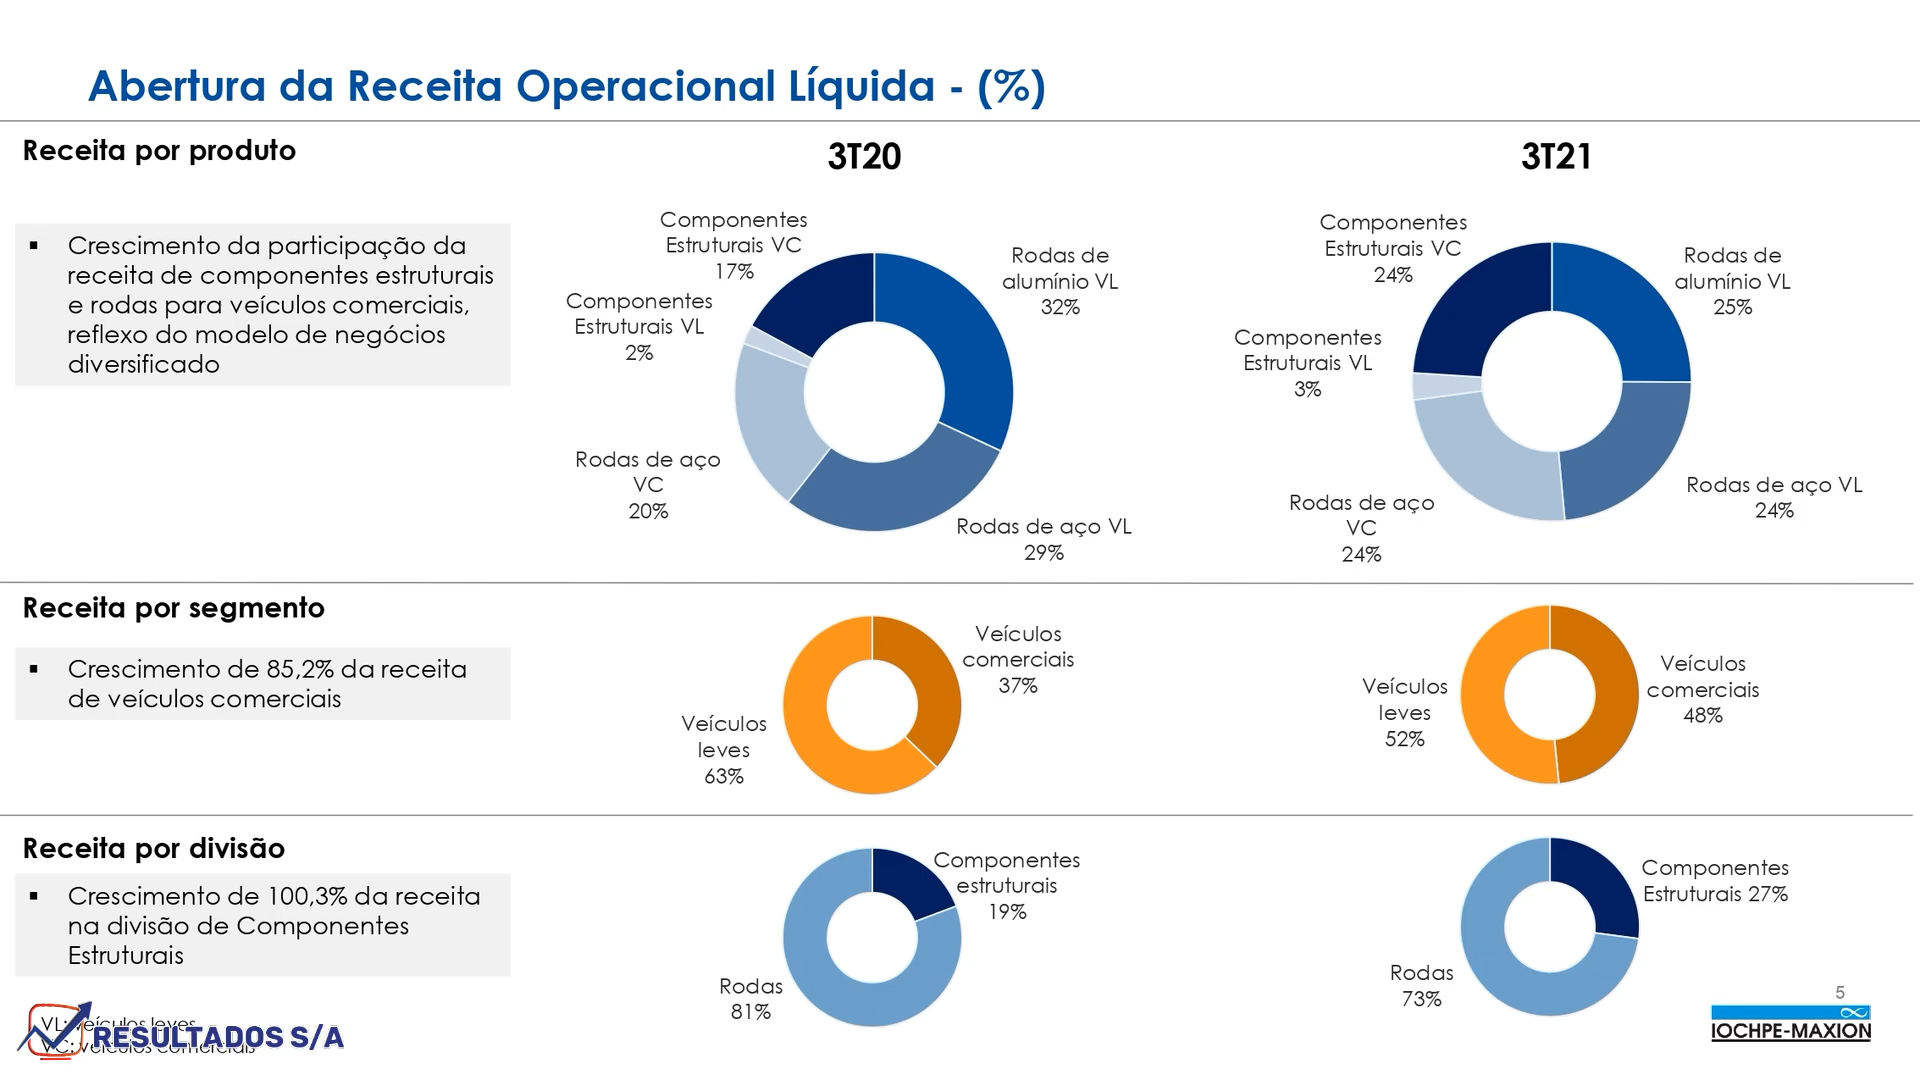 Abertura da Receita Operacional Líquida - (%)
Receita por produto
3T20
3T21
▪ Crescimento da participação da
receita de componentes estruturais
e rodas para veículos comerciais,
reflexo do modelo de negócios
diversificado
Componentes
Estruturais VC
17%
Rodas de
alumínio VL
32%
Componentes
Estruturais VL
2%
Rodas de aço
VC
20%
Rodas de aço VL
29%
Componentes
Estruturais VC
24%
Rodas de
alumínio VL
25%
Componentes
Estruturais VL
3%
Rodas de aço VL
24%
Rodas de aço
VC
24%
Receita por segmento
▪ Crescimento de 85,2% da receita
de veículos comerciais
Veículos
comerciais
37%
Veículos
leves
63%
Veículos
comerciais
48%
Veículos
leves
52%
Receita por divisão
▪ Crescimento de 100,3% da receita
na divisão de Componentes
Estruturais
Componentes
estruturais
19%
Rodas
81%
Componentes
Estruturais 27%
Rodas
73%
VL: veículos leves
RESULTADOS S/A
VC: veículos comerciais
5
IOCHPE-MAXION